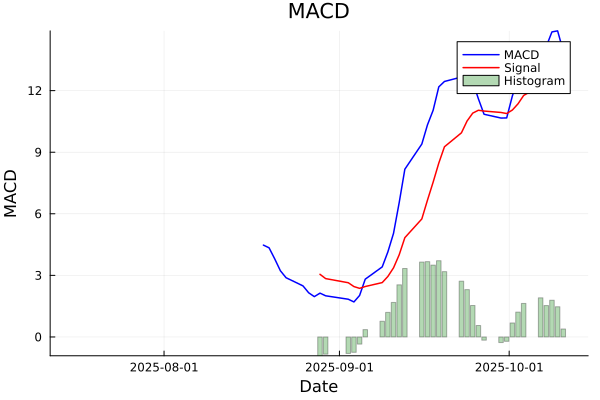 MACD
MACD
Signal
Histogram
12
9
6
3
0
MACD
2025-08-01
2025-09-01
2025-10-01
Date